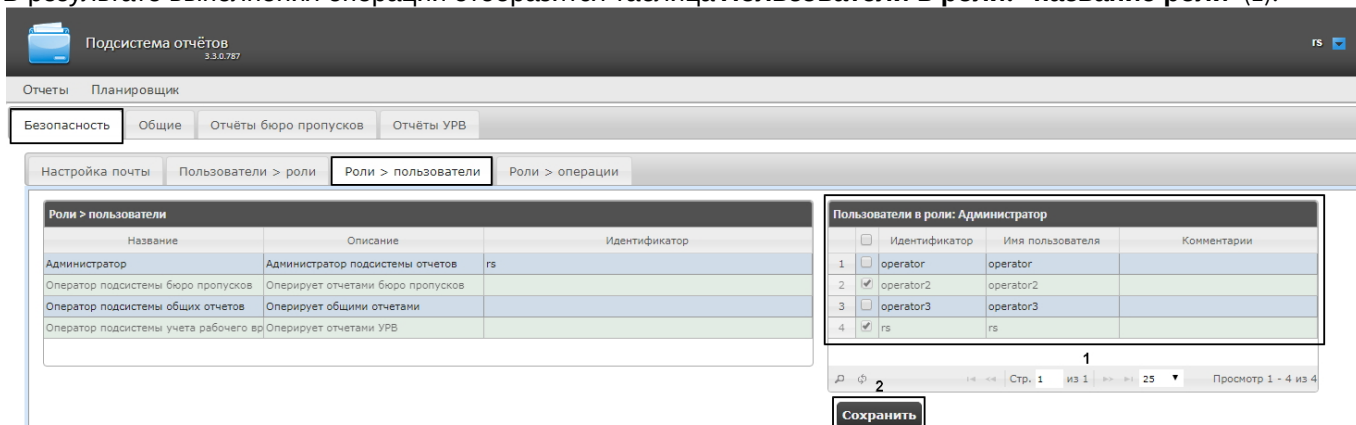 В результате выполнения операции отобразится таблица Пользователи в роли: "название роли" (1).
Подсистема отчётов
3.3.0.787
rs
Отчеты Планировщик
Безопасность Общие Отчёты бюро пропусков Отчёты УРВ
Настройка почты Пользователи > роли Роли > пользователи Роли > операции
Роли > пользователи
Название Описание Идентификатор
Администратор Администратор подсистемы отчетов rs
Оператор подсистемы бюро пропусков Оперирует отчетами бюро пропусков
Оператор подсистемы общих отчетов Оперирует общими отчетами
Оператор подсистемы учета рабочего вр Оперирует отчетами УРВ
Пользователи в роли: Администратор
Идентификатор Имя пользователя Комментарии
1 operator operator
2 operator2 operator2
3 operator3 operator3
4 rs rs
1
Стр. 1 из 1 25 Просмотр 1 - 4 из 4
2
Сохранить